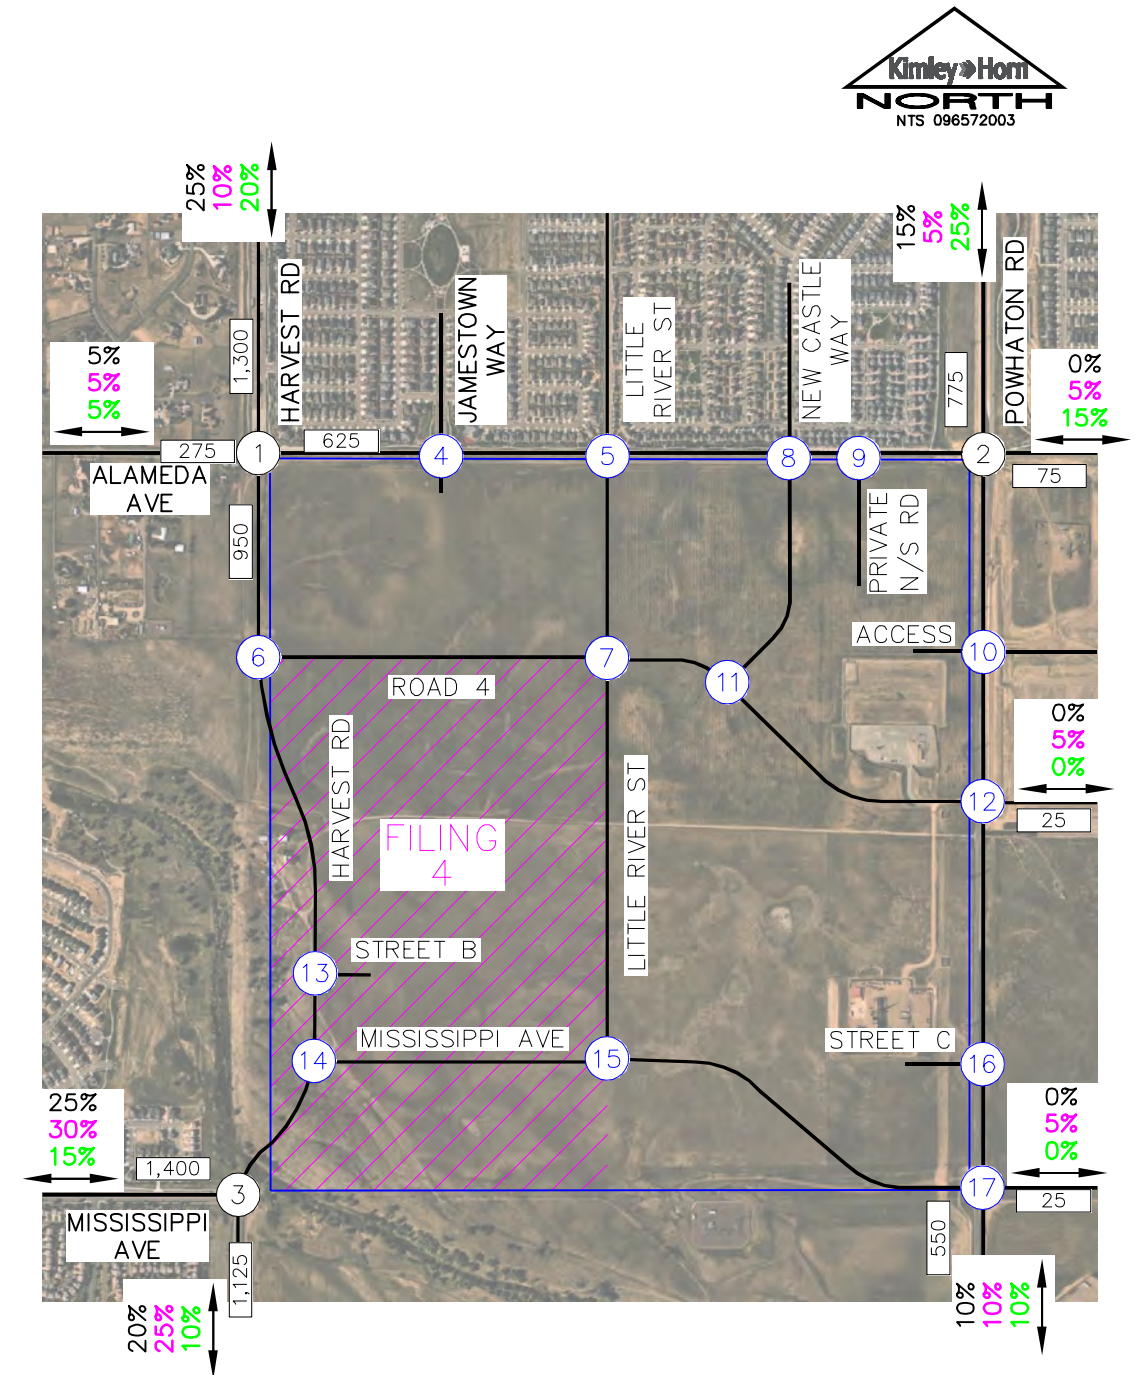 Kimley»Horn
NORTH
NTS 096572003
25%
10%
20%
15%
5%
25%
HARVEST RD
JAMESTOWN
WAY
LITTLE
RIVER ST
NEW CASTLE
WAY
POWHATON RD
1,300
775
5%
5%
5%
0%
5%
15%
275
1
625
4
5
8
9
2
75
ALAMEDA
AVE
950
PRIVATE
N/S RD
ACCESS
6
7
10
11
ROAD 4
HARVEST RD
LITTLE RIVER ST
0%
5%
0%
12
25
FILING
4
STREET B
13
MISSISSIPPI AVE
14
15
STREET C
16
25%
30%
15%
0%
5%
0%
1,400
3
17
25
MISSISSIPPI
AVE
1,125
550
20%
25%
10%
10%
10%
10%